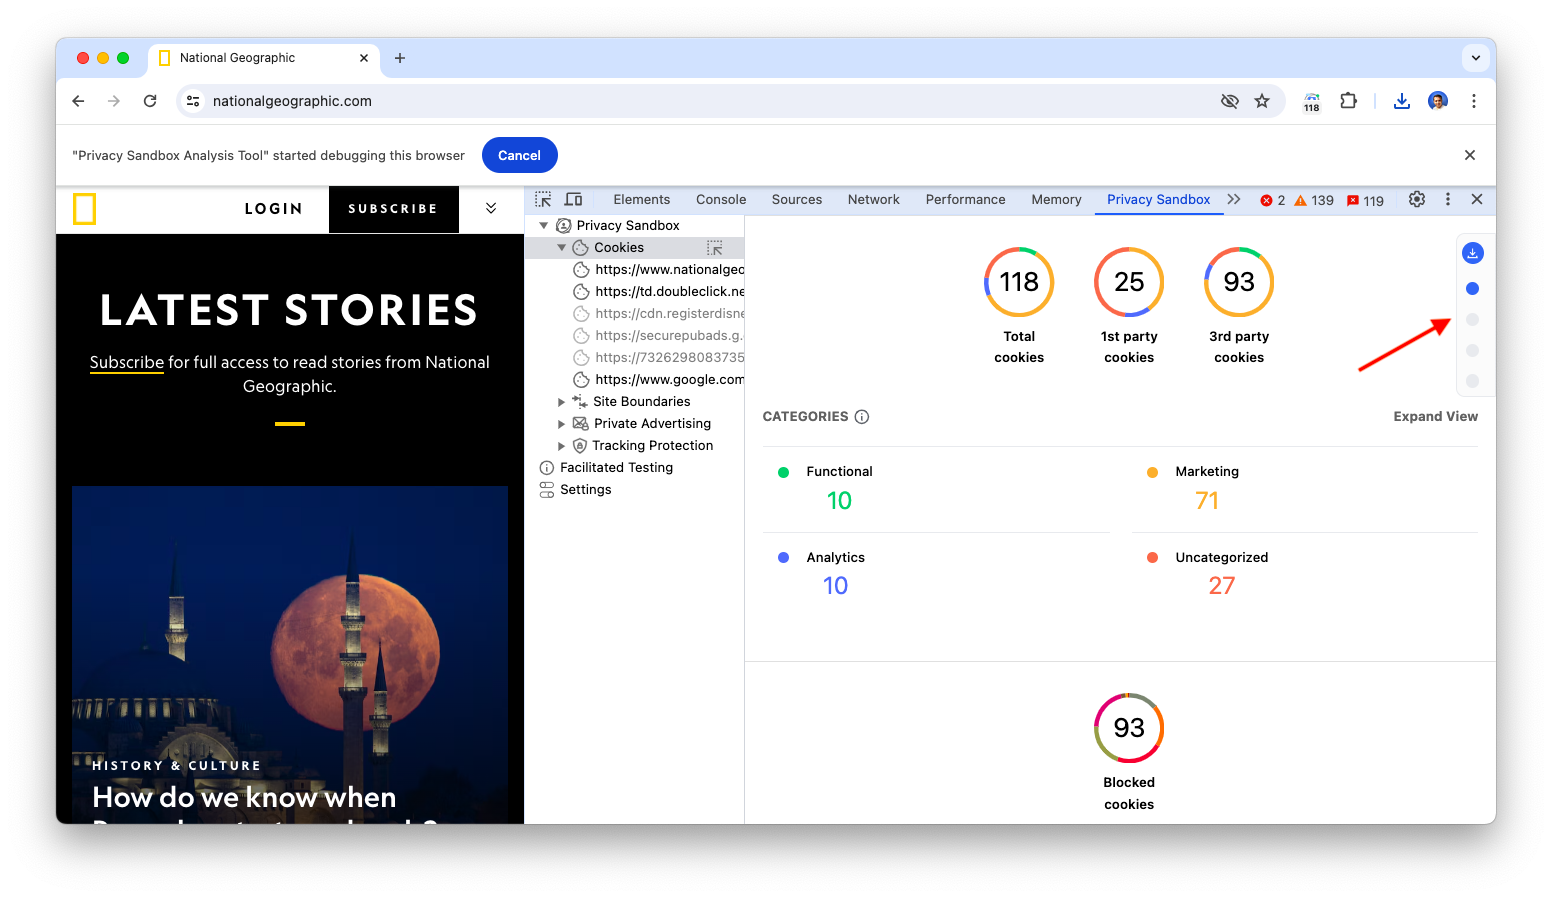 National Geographic
nationalgeographic.com
118
"Privacy Sandbox Analysis Tool" started debugging this browser
Cancel
LOGIN
SUBSCRIBE
LATEST STORIES
Subscribe for full access to read stories from National
Geographic.
HISTORY & CULTURE
How do we know when
Elements Console Sources Network Performance Memory Privacy Sandbox 2 139 119
Privacy Sandbox
Cookies
https://www.nationalgeo
https://td.doubleclick.ne
https://cdn.registerdisne
https://securepubads.g.
https://7326298083735
https://www.google.com
Site Boundaries
Private Advertising
Tracking Protection
Facilitated Testing
Settings
118
Total
cookies
25
1st party
cookies
93
3rd party
cookies
CATEGORIES
Expand View
Functional
10
Marketing
71
Analytics
10
Uncategorized
27
93
Blocked
cookies